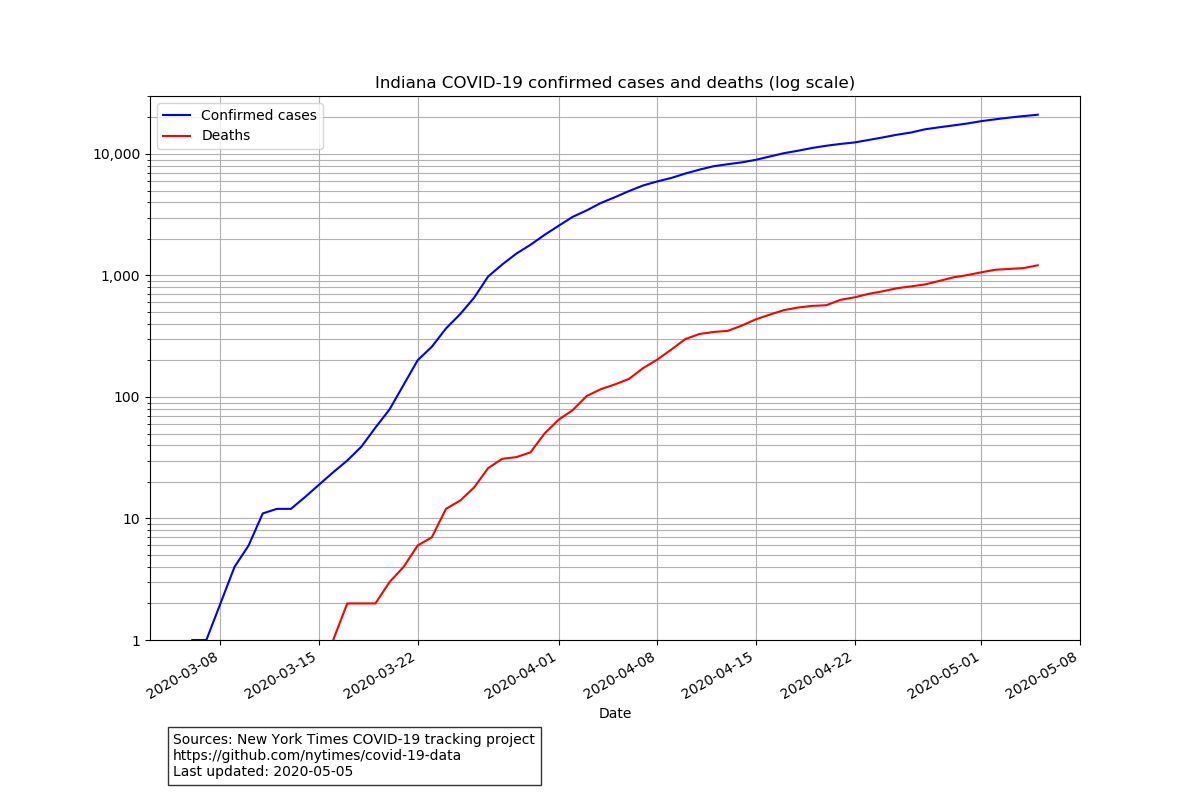 Indiana COVID-19 confirmed cases and deaths (log scale)
Confirmed cases
Deaths
10,000
1,000
100
10
1
2020-03-08
2020-03-15
2020-03-22
2020-04-01
2020-04-08
2020-04-15
2020-04-22
2020-05-01
2020-05-08
Date
Sources: New York Times COVID-19 tracking project
https://github.com/nytimes/covid-19-data
Last updated: 2020-05-05